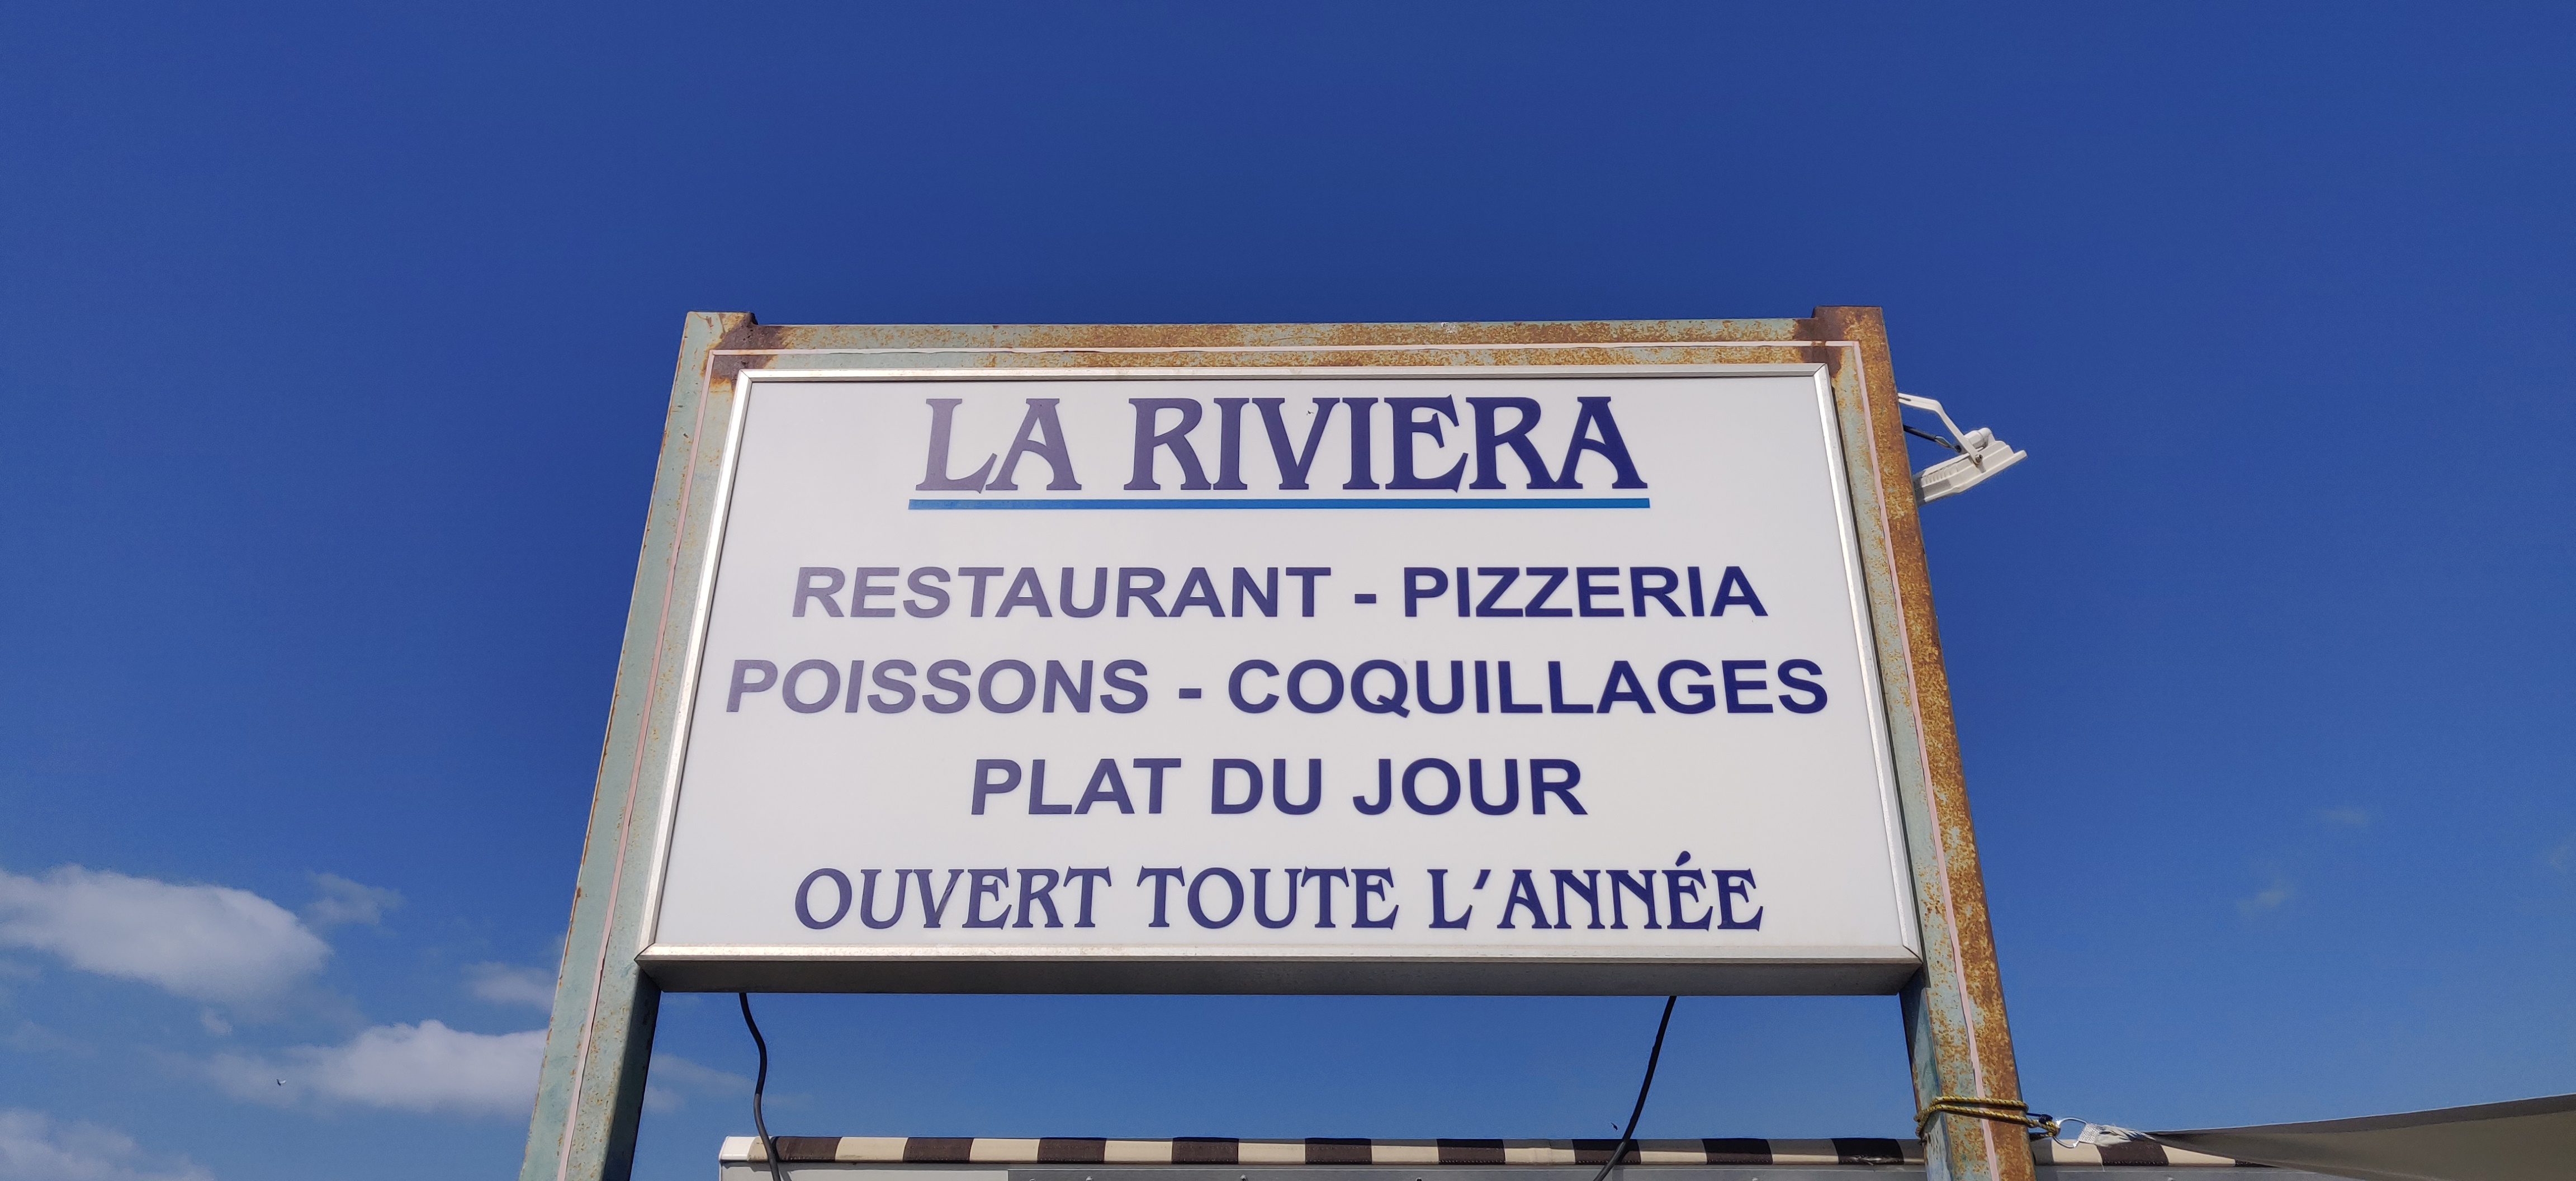 LA RIVIERA
RESTAURANT - PIZZERIA
POISSONS - COQUILLAGES
PLAT DU JOUR
OUVERT TOUTE L'ANNÉE